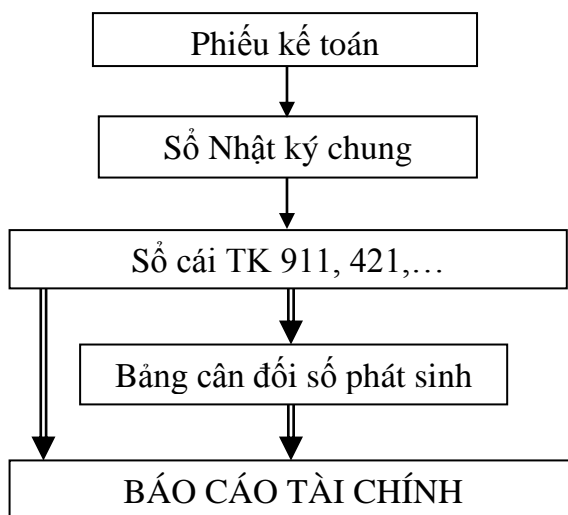 Phiếu kế toán
Sổ Nhật ký chung
Sổ cái TK 911, 421,…
Bảng cân đối số phát sinh
BÁO CÁO TÀI CHÍNH